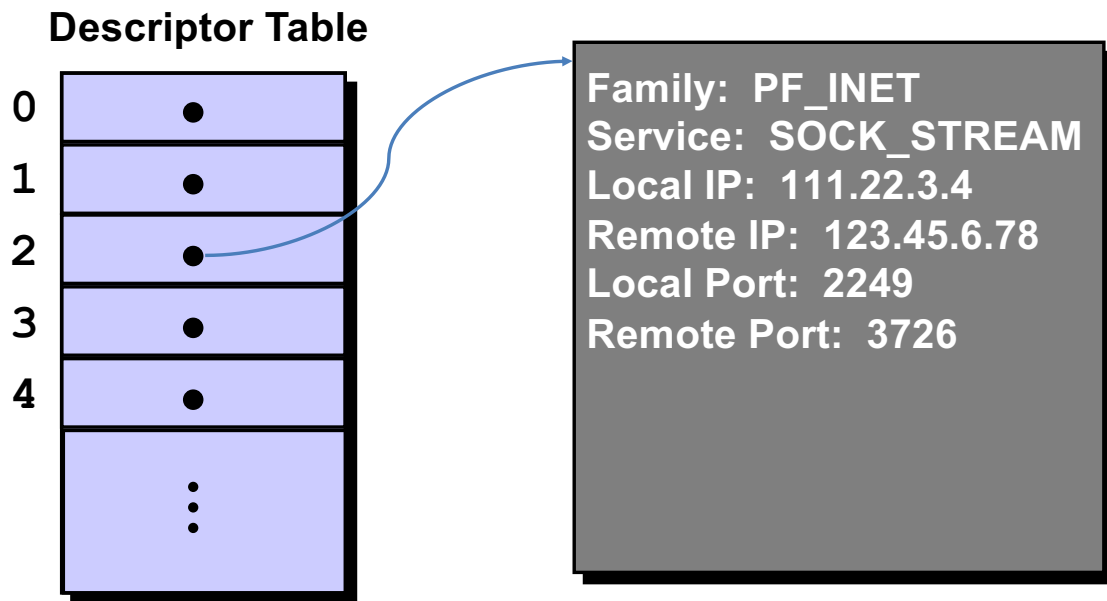 Descriptor Table
0
1
2
3
4
Family: PF_INET
Service: SOCK_STREAM
Local IP: 111.22.3.4
Remote IP: 123.45.6.78
Local Port: 2249
Remote Port: 3726